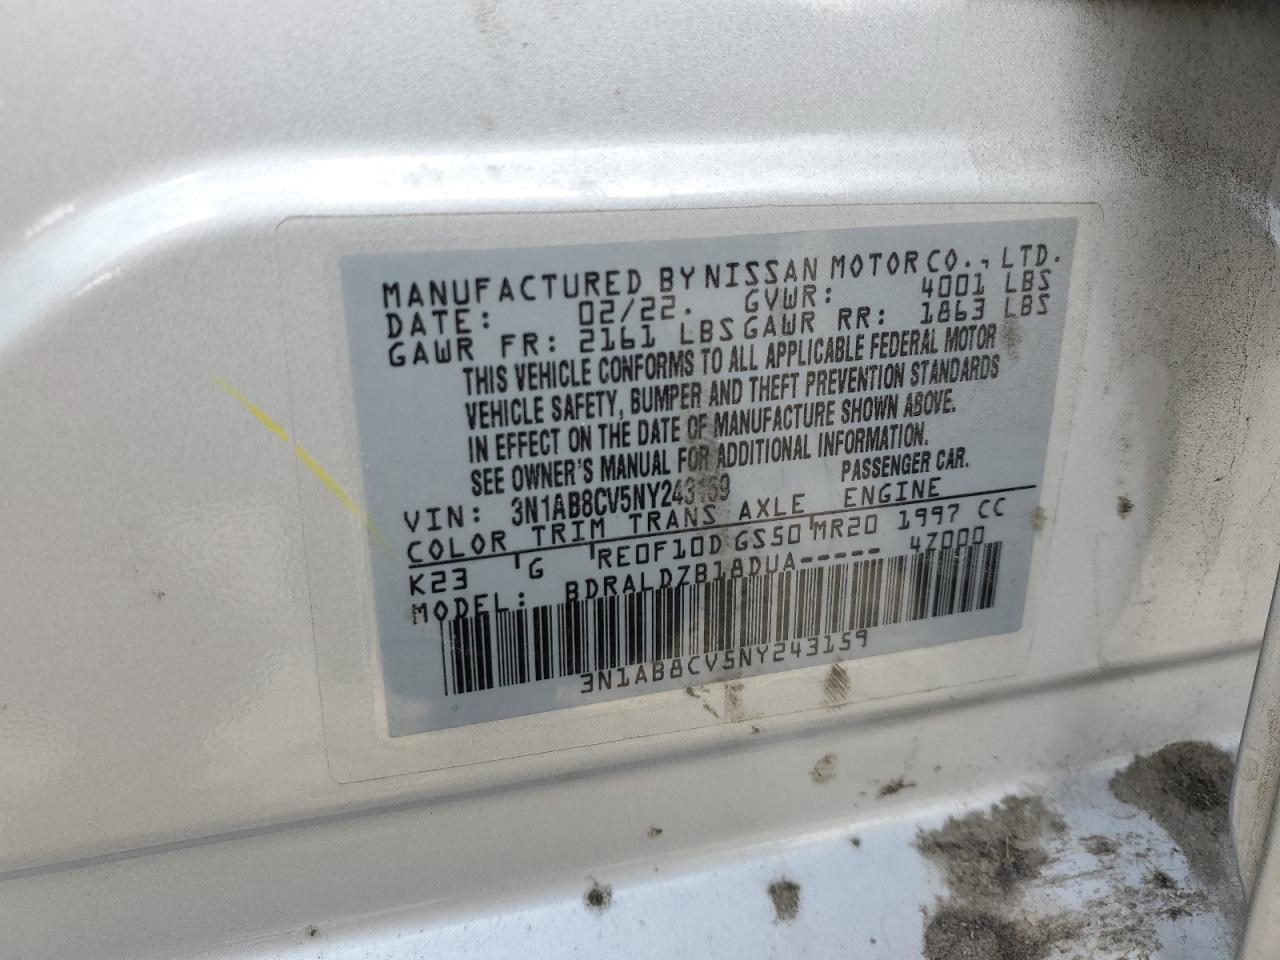 MANUFACTURED BY NISSAN MOTOR CO., LTD.
DATE: 02/22. GVWR: 4001 LBS
GAWR FR: 2161 LBS GAWR RR: 1863 LBS
THIS VEHICLE CONFORMS TO ALL APPLICABLE FEDERAL MOTOR
VEHICLE SAFETY, BUMPER AND THEFT PREVENTION STANDARDS
IN EFFECT ON THE DATE OF MANUFACTURE SHOWN ABOVE.
SEE OWNER'S MANUAL FOR ADDITIONAL INFORMATION.
VIN: 3N1AB8CV5NY243159 PASSENGER CAR.
COLOR TRIM TRANS AXLE ENGINE
K23 G RE0F10D GS50 MR20 1997 CC
MODEL: BDRALDZB18DUA----- 4Z000
3N1AB8CV5NY243159